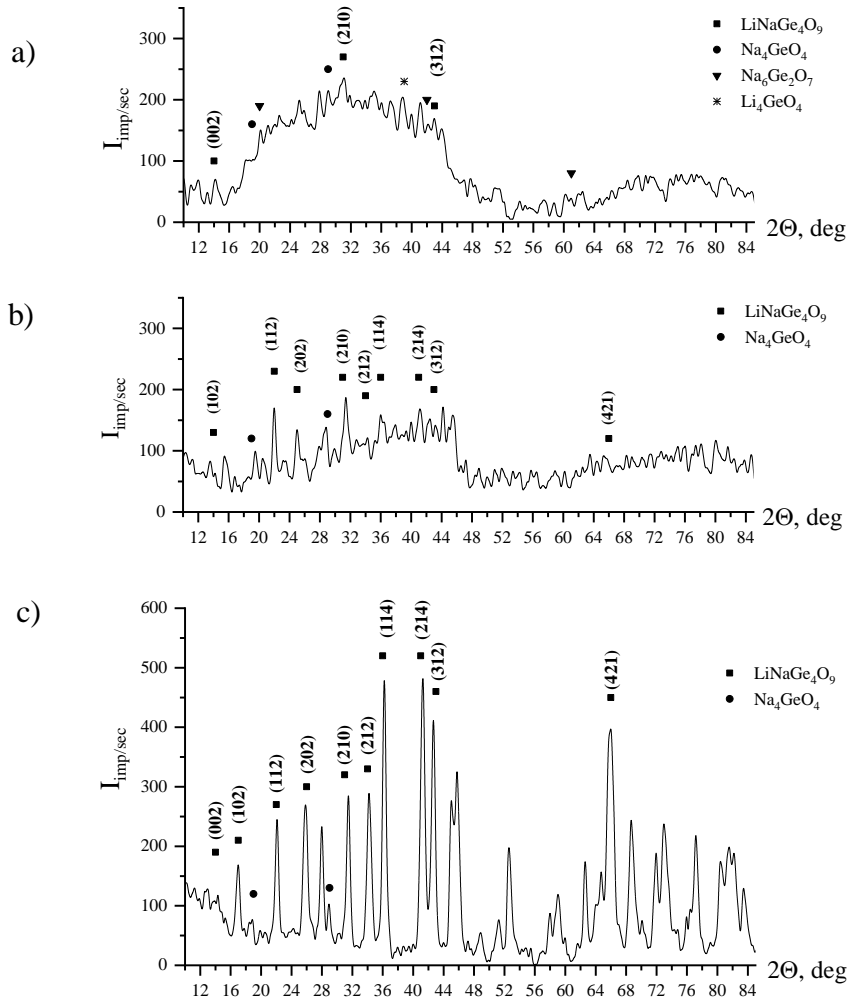 a)
I_imp/sec
350
300
200
100
0
(002)
(210)
(312)
LiNaGe₄O₉
Na₄GeO₄
Na₆Ge₂O₇
Li₄GeO₄
12 16 20 24 28 32 36 40 44 48 52 56 60 64 68 72 76 80 84
2Θ, deg
b)
I_imp/sec
300
200
100
0
(102)
(112)
(202)
(210)
(212)
(114)
(214)
(312)
(421)
LiNaGe₄O₉
Na₄GeO₄
12 16 20 24 28 32 36 40 44 48 52 56 60 64 68 72 76 80 84
2Θ, deg
c)
I_imp/sec
600
500
400
300
200
100
0
(002)
(102)
(112)
(202)
(210)
(212)
(114)
(214)
(312)
(421)
LiNaGe₄O₉
Na₄GeO₄
12 16 20 24 28 32 36 40 44 48 52 56 60 64 68 72 76 80 84
2Θ, deg